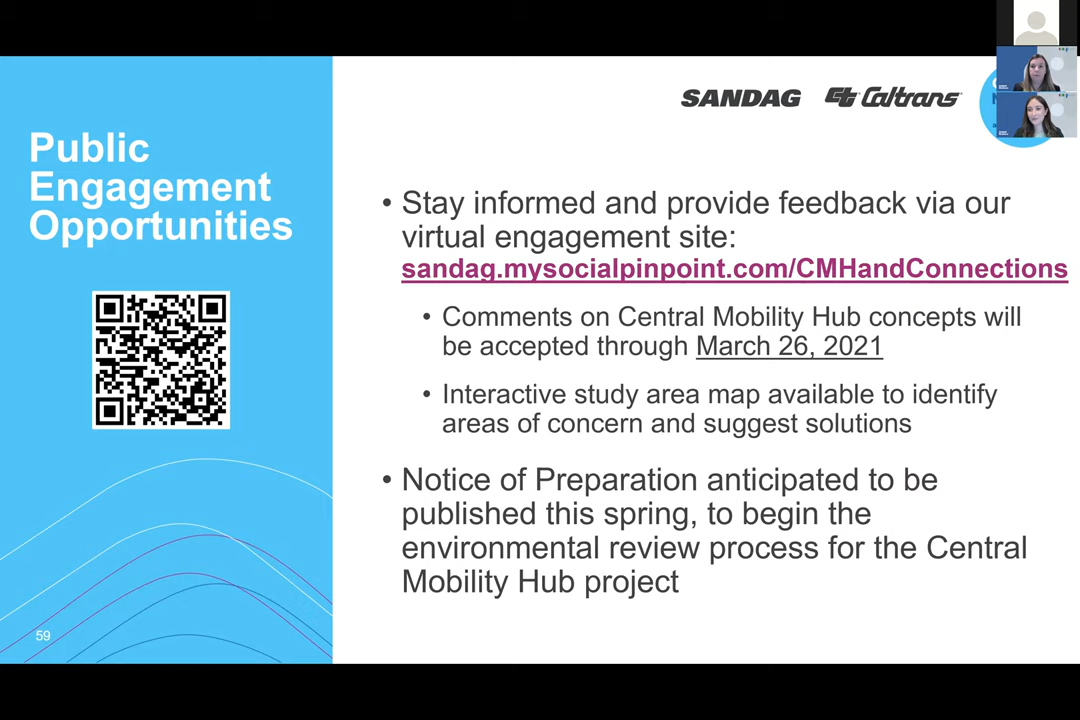 SANDAG Caltrans
Public
Engagement
Opportunities
• Stay informed and provide feedback via our
virtual engagement site:
sandag.mysocialpinpoint.com/CMHandConnections
• Comments on Central Mobility Hub concepts will
be accepted through March 26, 2021
• Interactive study area map available to identify
areas of concern and suggest solutions
• Notice of Preparation anticipated to be
published this spring, to begin the
environmental review process for the Central
Mobility Hub project
59